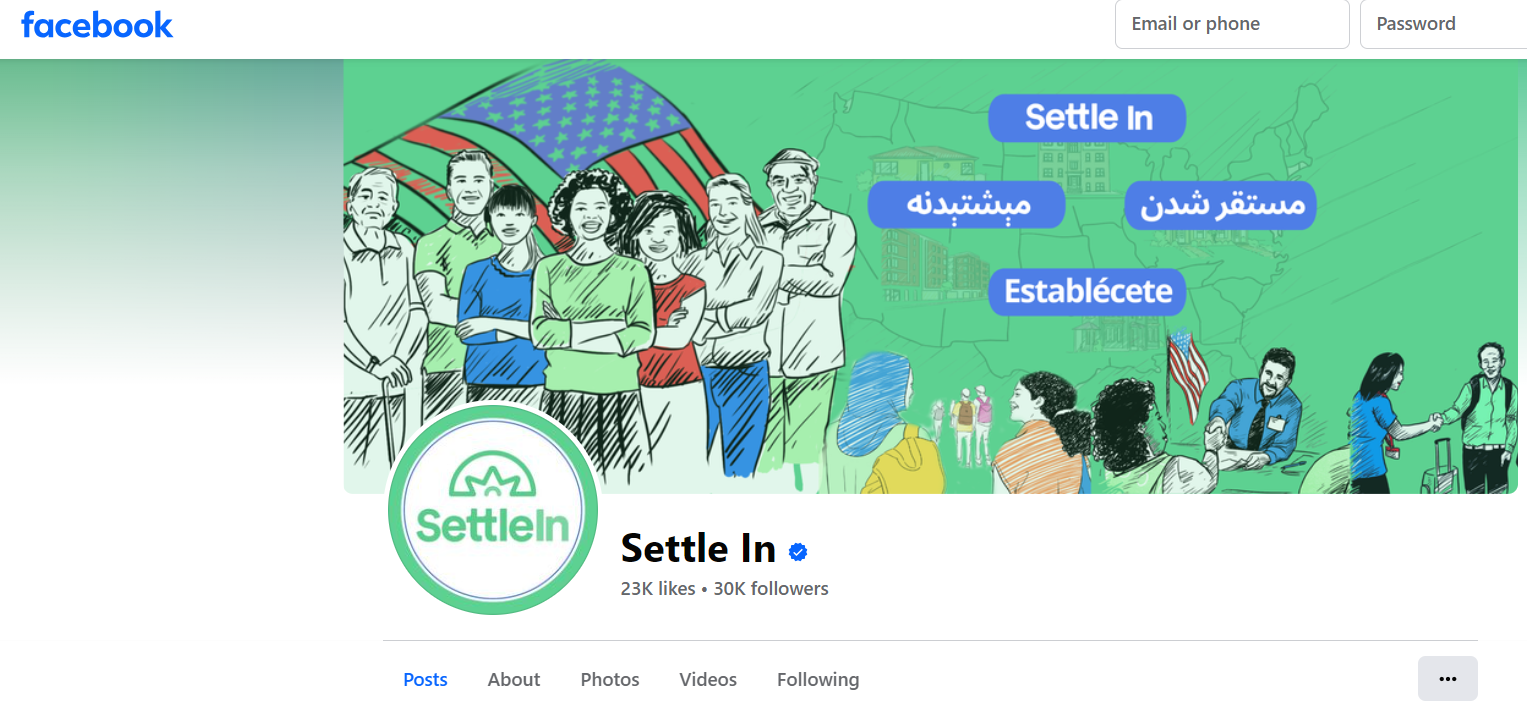 facebook
Email or phone
Password
Settle In
مېشتېدنه
مستقر شدن
Establécete
SettleIn
Settle In
23K likes • 30K followers
Posts
About
Photos
Videos
Following